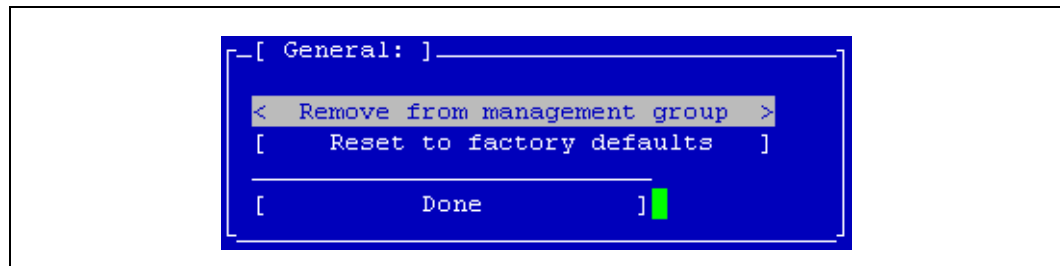 [ General: ]
< Remove from management group >
[ Reset to factory defaults ]
[ Done ]